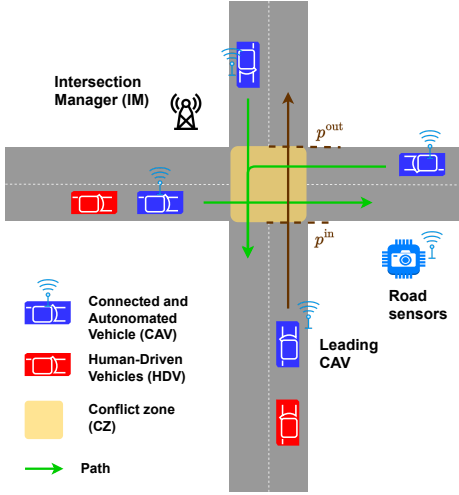 Intersection
Manager (IM)
p^out
p^in
Road
sensors
Leading
CAV
Connected and
Autonomated
Vehicle (CAV)
Human-Driven
Vehicles (HDV)
Conflict zone
(CZ)
Path